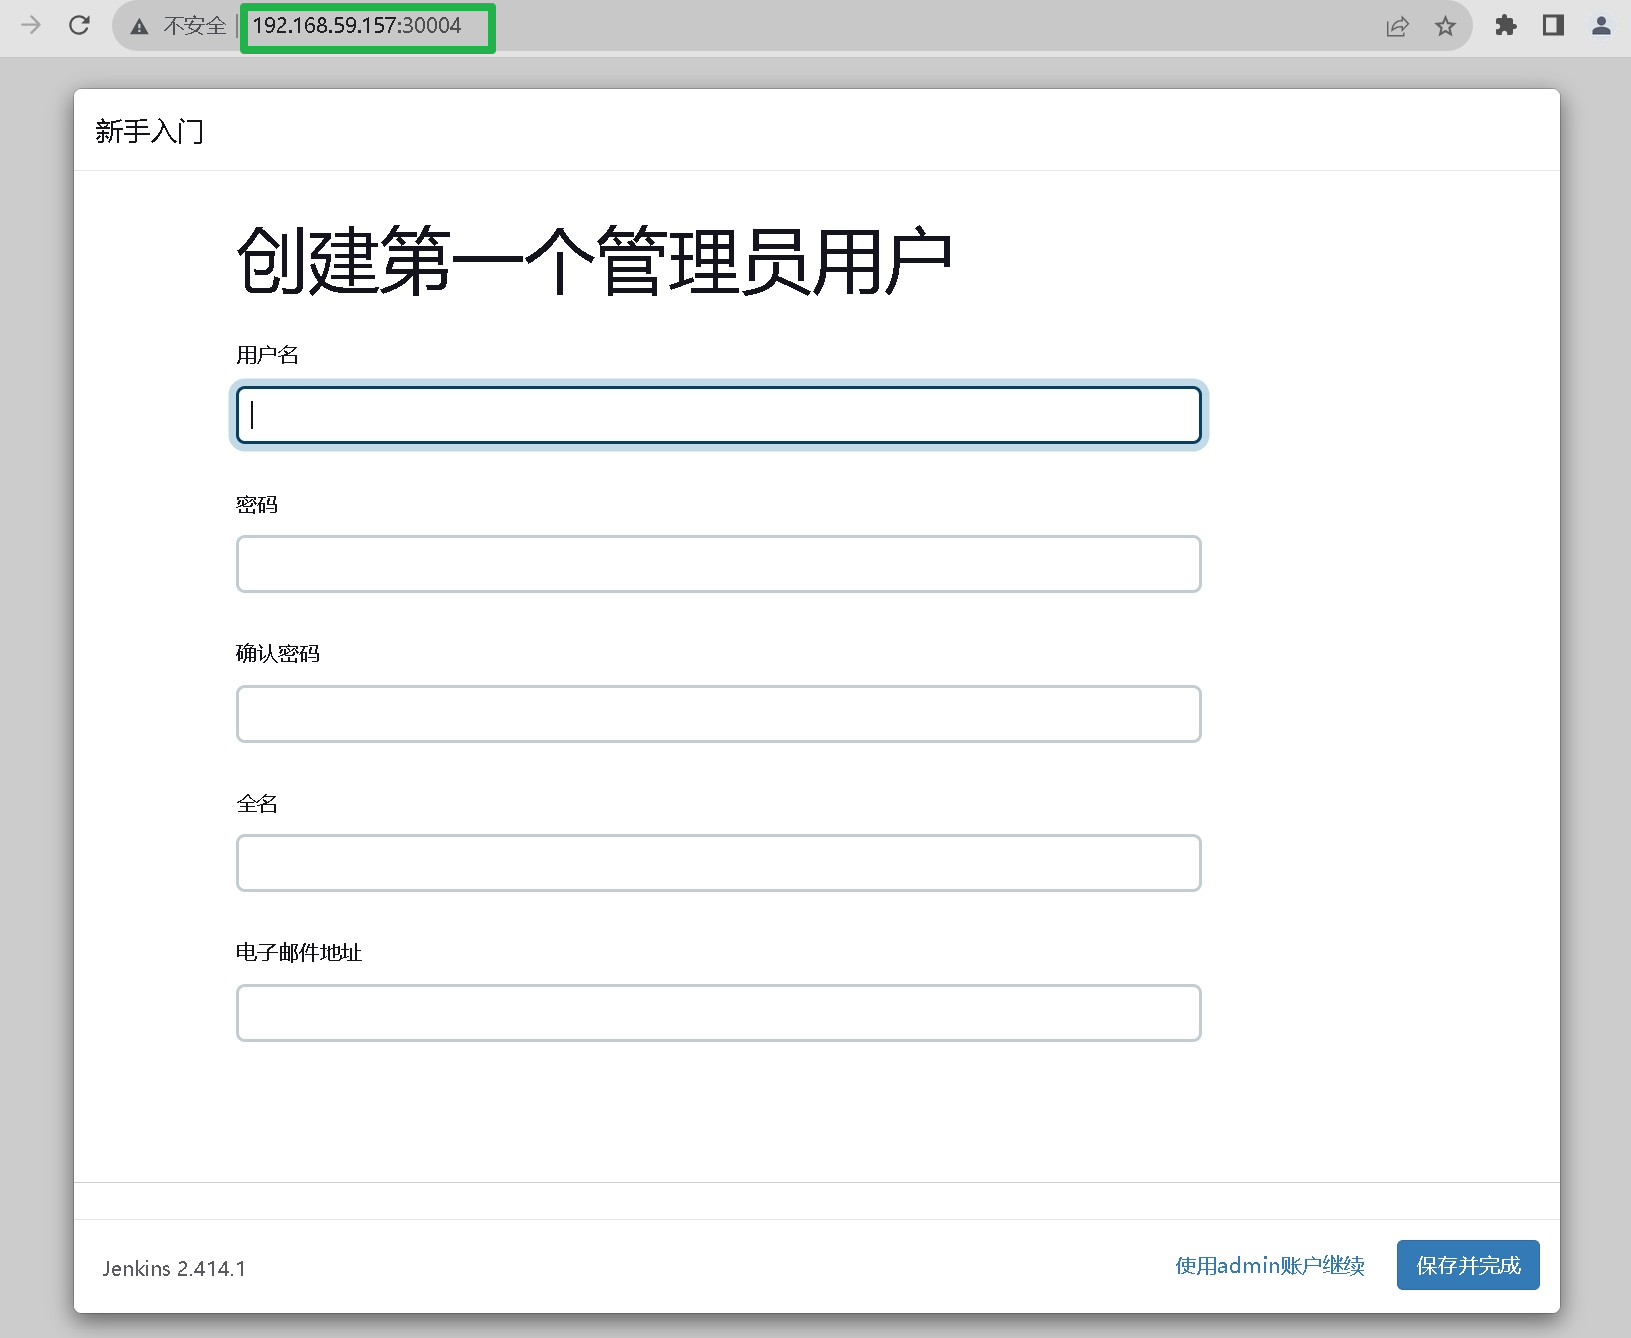 不安全 | 192.168.59.157:30004
新手入门
创建第一个管理员用户
用户名
密码
确认密码
全名
电子邮件地址
Jenkins 2.414.1
使用admin账户继续
保存并完成